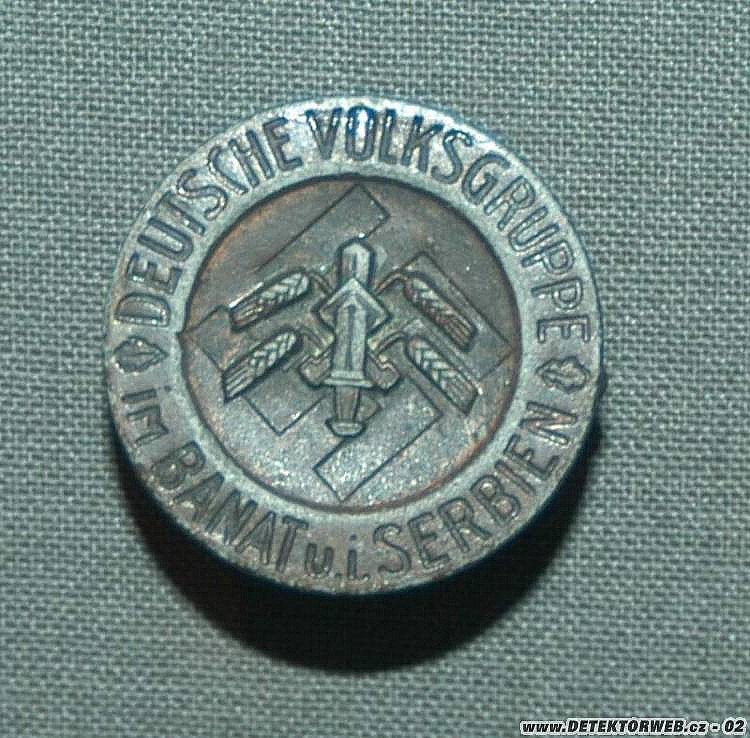 DEUTSCHE VOLKSGRUPPE
iM BANAT u.i. SERBIEN
www.DETEKTORWEB.cz - 02